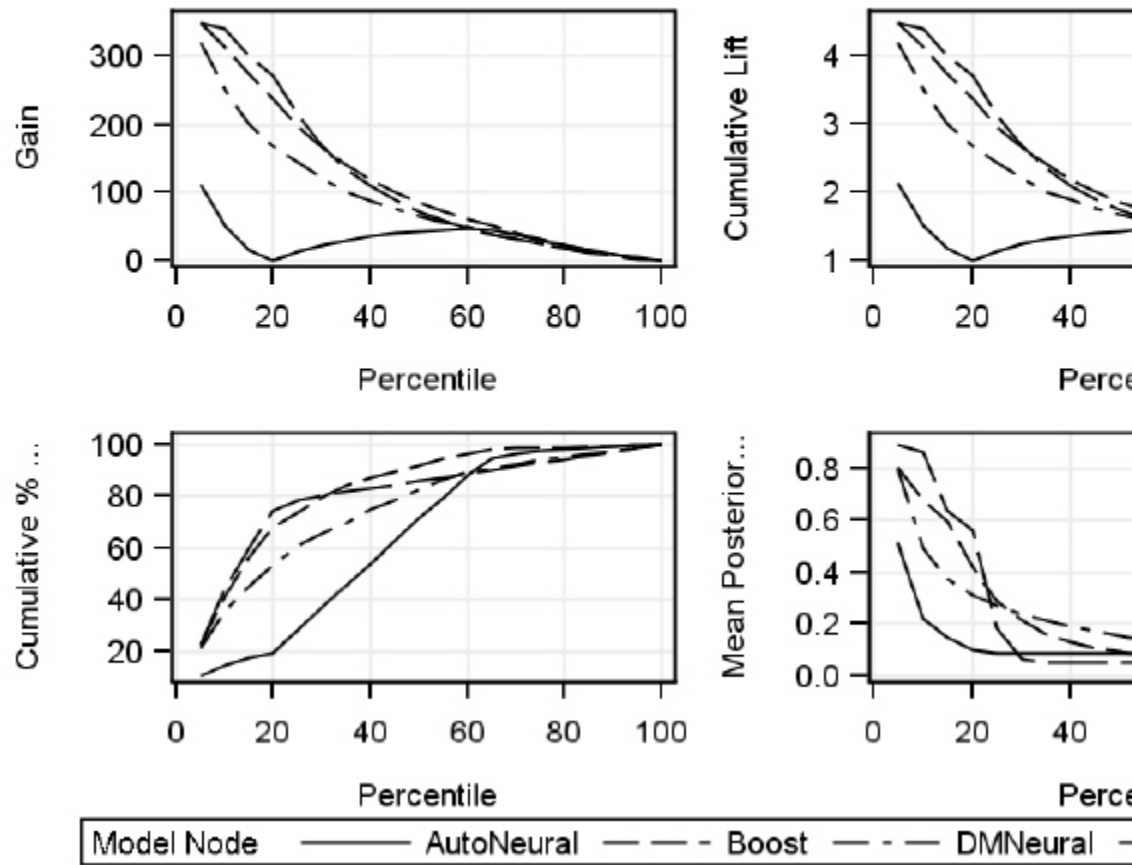 Gain
300
200
100
0
0 20 40 60 80 100
Percentile
Cumulative Lift
4
3
2
1
0 20 40
Perce
Cumulative % ...
100
80
60
40
20
0 20 40 60 80 100
Percentile
Mean Posterior...
0.8
0.6
0.4
0.2
0.0
0 20 40
Perce
Model Node AutoNeural Boost DMNeural